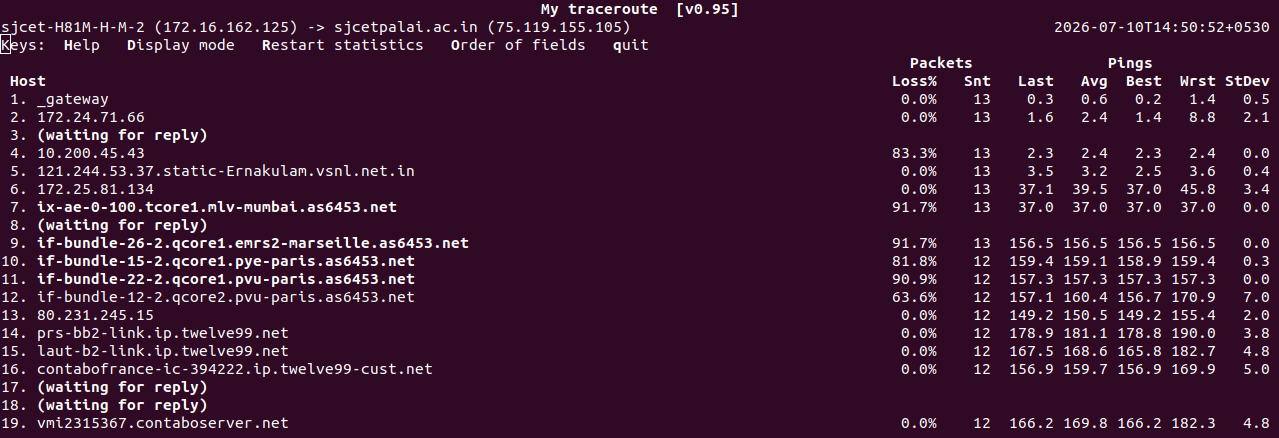 My traceroute  [v0.95]
sjcet-H81M-H-M-2 (172.16.162.125) -> sjcetpalai.ac.in (75.119.155.105) 2026-07-10T14:50:52+0530
Keys:  Help   Display mode   Restart statistics   Order of fields   quit
Packets Pings
Host Loss% Snt Last Avg Best Wrst StDev
1. _gateway 0.0% 13 0.3 0.6 0.2 1.4 0.5
2. 172.24.71.66 0.0% 13 1.6 2.4 1.4 8.8 2.1
3. (waiting for reply)
4. 10.200.45.43 83.3% 13 2.3 2.4 2.3 2.4 0.0
5. 121.244.53.37.static-Ernakulam.vsnl.net.in 0.0% 13 3.5 3.2 2.5 3.6 0.4
6. 172.25.81.134 0.0% 13 37.1 39.5 37.0 45.8 3.4
7. ix-ae-0-100.tcore1.mlv-mumbai.as6453.net 91.7% 13 37.0 37.0 37.0 37.0 0.0
8. (waiting for reply)
9. if-bundle-26-2.qcore1.emrs2-marseille.as6453.net 91.7% 13 156.5 156.5 156.5 156.5 0.0
10. if-bundle-15-2.qcore1.pye-paris.as6453.net 81.8% 12 159.4 159.1 158.9 159.4 0.3
11. if-bundle-22-2.qcore1.pvu-paris.as6453.net 90.9% 12 157.3 157.3 157.3 157.3 0.0
12. if-bundle-12-2.qcore2.pvu-paris.as6453.net 63.6% 12 157.1 160.4 156.7 170.9 7.0
13. 80.231.245.15 0.0% 12 149.2 150.5 149.2 155.4 2.0
14. prs-bb2-link.ip.twelve99.net 0.0% 12 178.9 181.1 178.8 190.0 3.8
15. laut-b2-link.ip.twelve99.net 0.0% 12 167.5 168.6 165.8 182.7 4.8
16. contabofrance-ic-394222.ip.twelve99-cust.net 0.0% 12 156.9 159.7 156.9 169.9 5.0
17. (waiting for reply)
18. (waiting for reply)
19. vmi2315367.contaboserver.net 0.0% 12 166.2 169.8 166.2 182.3 4.8